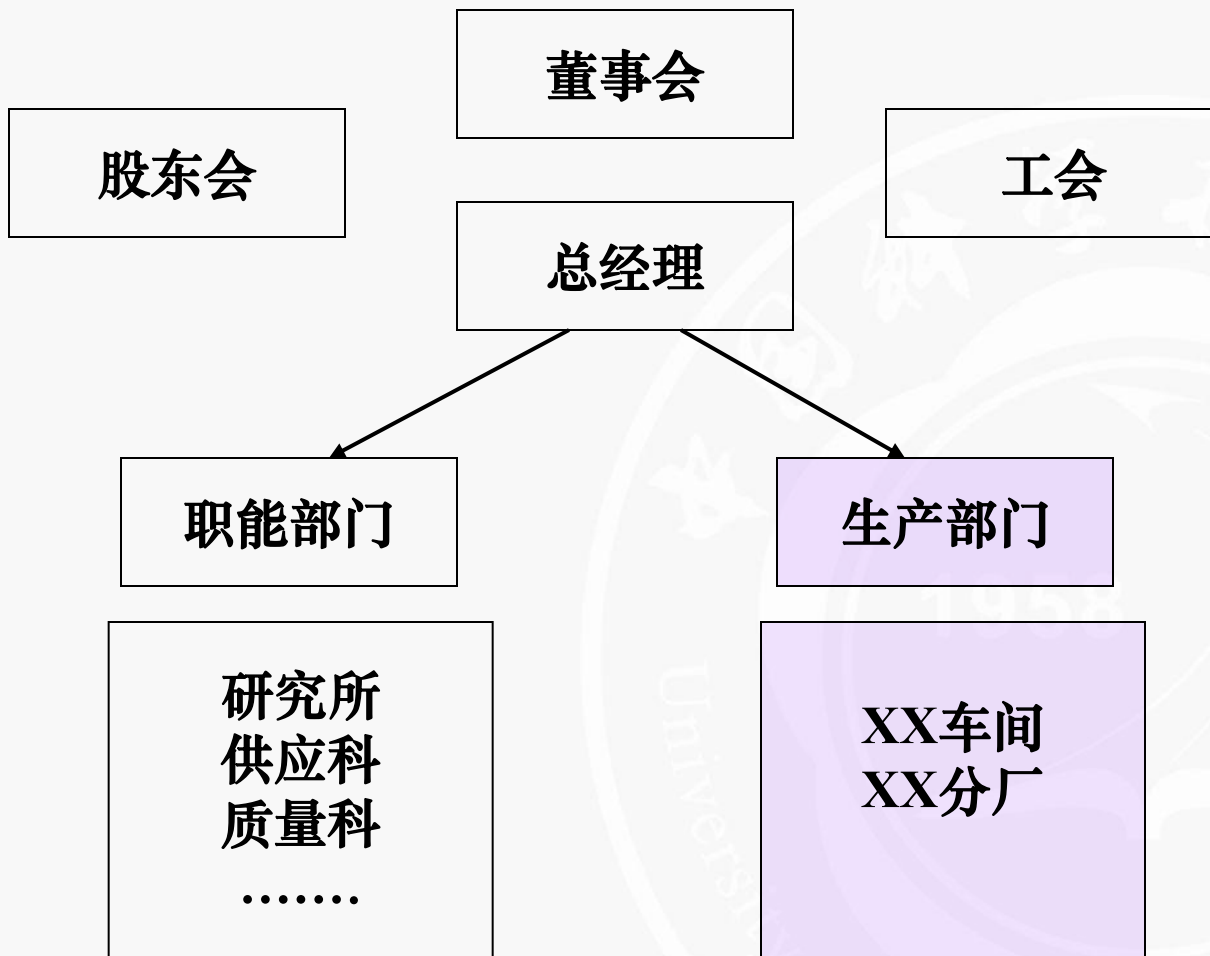 董事会
股东会
工会
总经理
职能部门
生产部门
研究所
供应科
质量科
.......
XX车间
XX分厂
1958